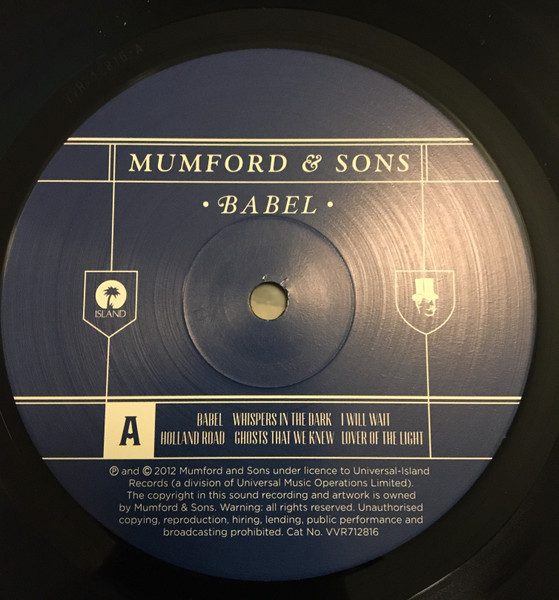 MUMFORD & SONS
• BABEL •
ISLAND
A
BABEL WHISPERS IN THE DARK I WILL WAIT
HOLLAND ROAD GHOSTS THAT WE KNEW LOVER OF THE LIGHT
℗ and © 2012 Mumford and Sons under licence to Universal-Island
Records (a division of Universal Music Operations Limited).
The copyright in this sound recording and artwork is owned
by Mumford & Sons. Warning: all rights reserved. Unauthorised
copying, reproduction, hiring, lending, public performance and
broadcasting prohibited. Cat No. VVR712816